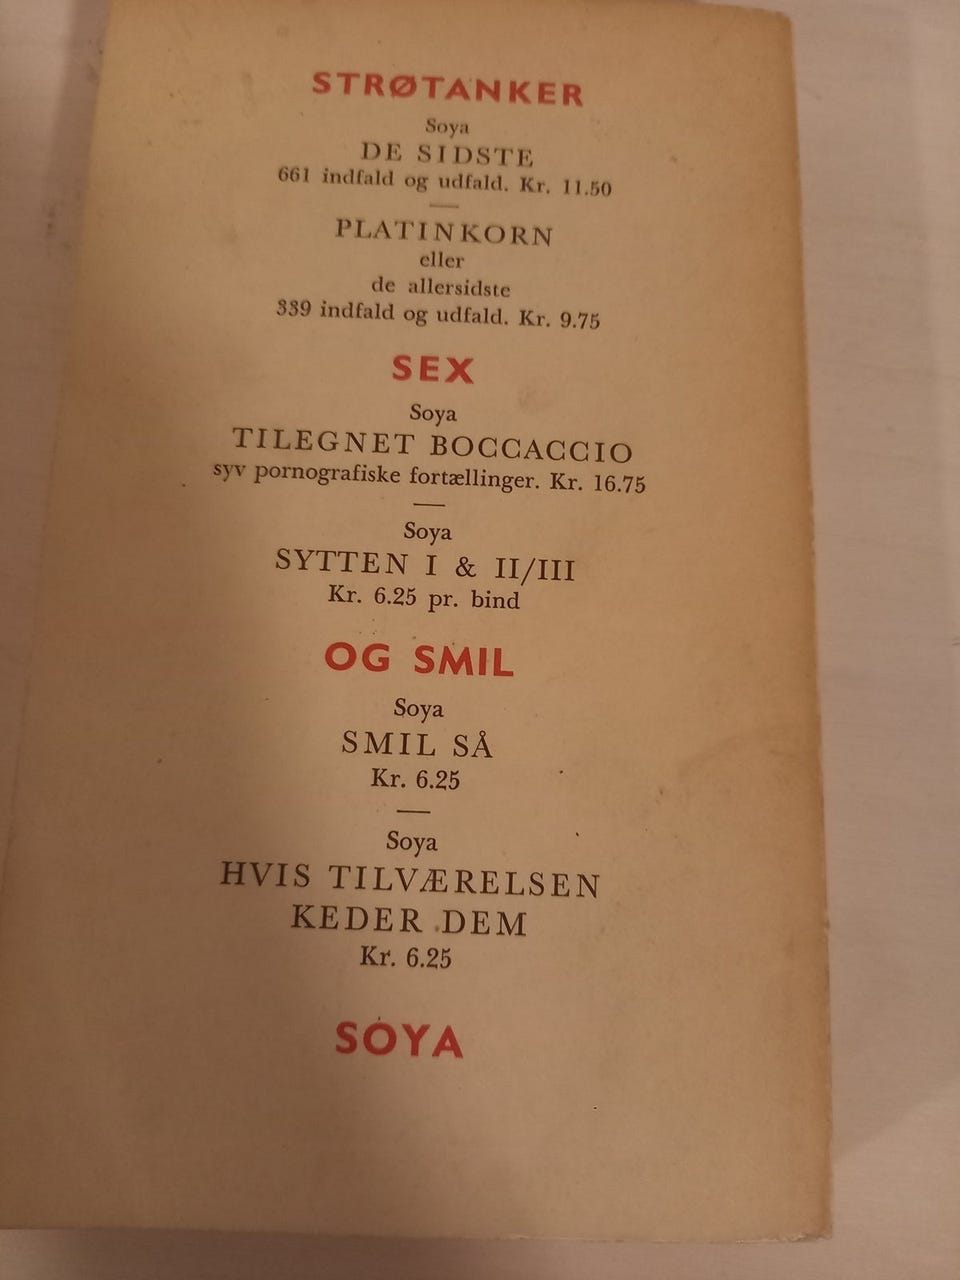 STRØTANKER
Soya
DE SIDSTE
661 indfald og udfald. Kr. 11.50
PLATINKORN
eller
de allersidste
339 indfald og udfald. Kr. 9.75
SEX
Soya
TILEGNET BOCCACCIO
syv pornografiske fortællinger. Kr. 16.75
Soya
SYTTEN I & II/III
Kr. 6.25 pr. bind
OG SMIL
Soya
SMIL SÅ
Kr. 6.25
Soya
HVIS TILVÆRELSEN
KEDER DEM
Kr. 6.25
SOYA